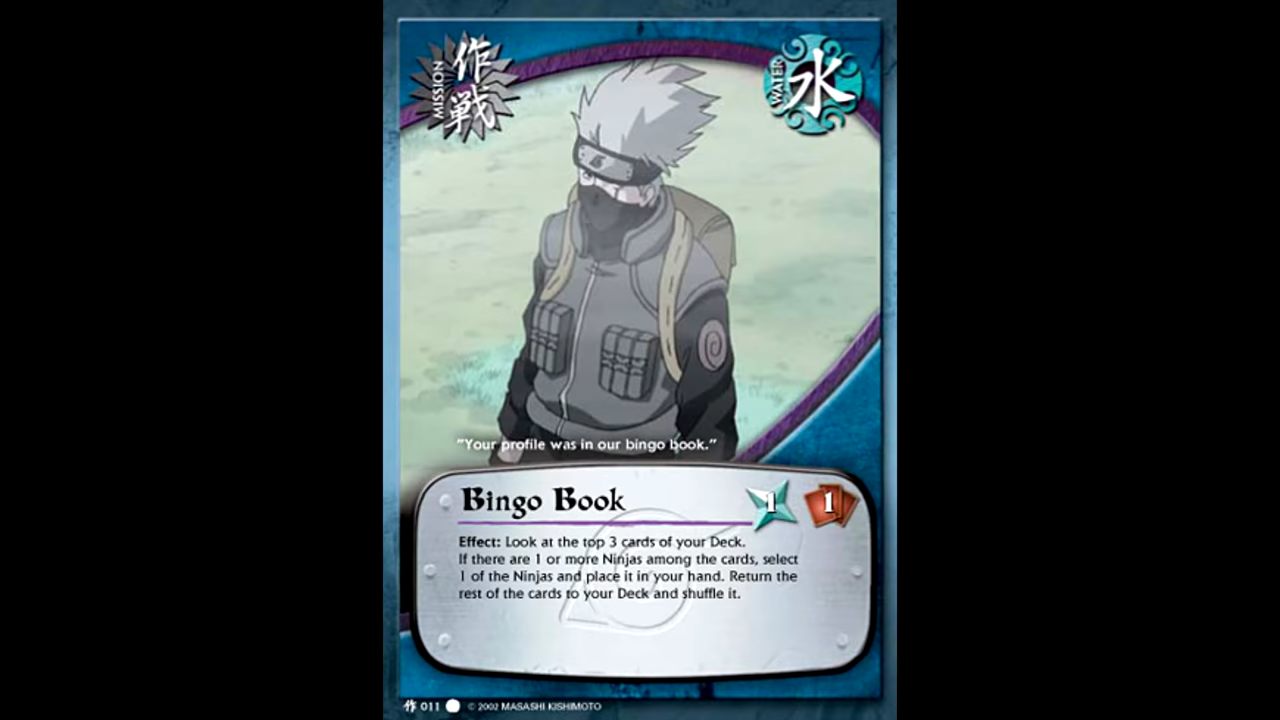 MISSION
作戦
WATER
水
"Your profile was in our bingo book."
Bingo Book
1
1
Effect: Look at the top 3 cards of your Deck.
If there are 1 or more Ninjas among the cards, select
1 of the Ninjas and place it in your hand. Return the
rest of the cards to your Deck and shuffle it.
作 011 © 2002 MASASHI KISHIMOTO